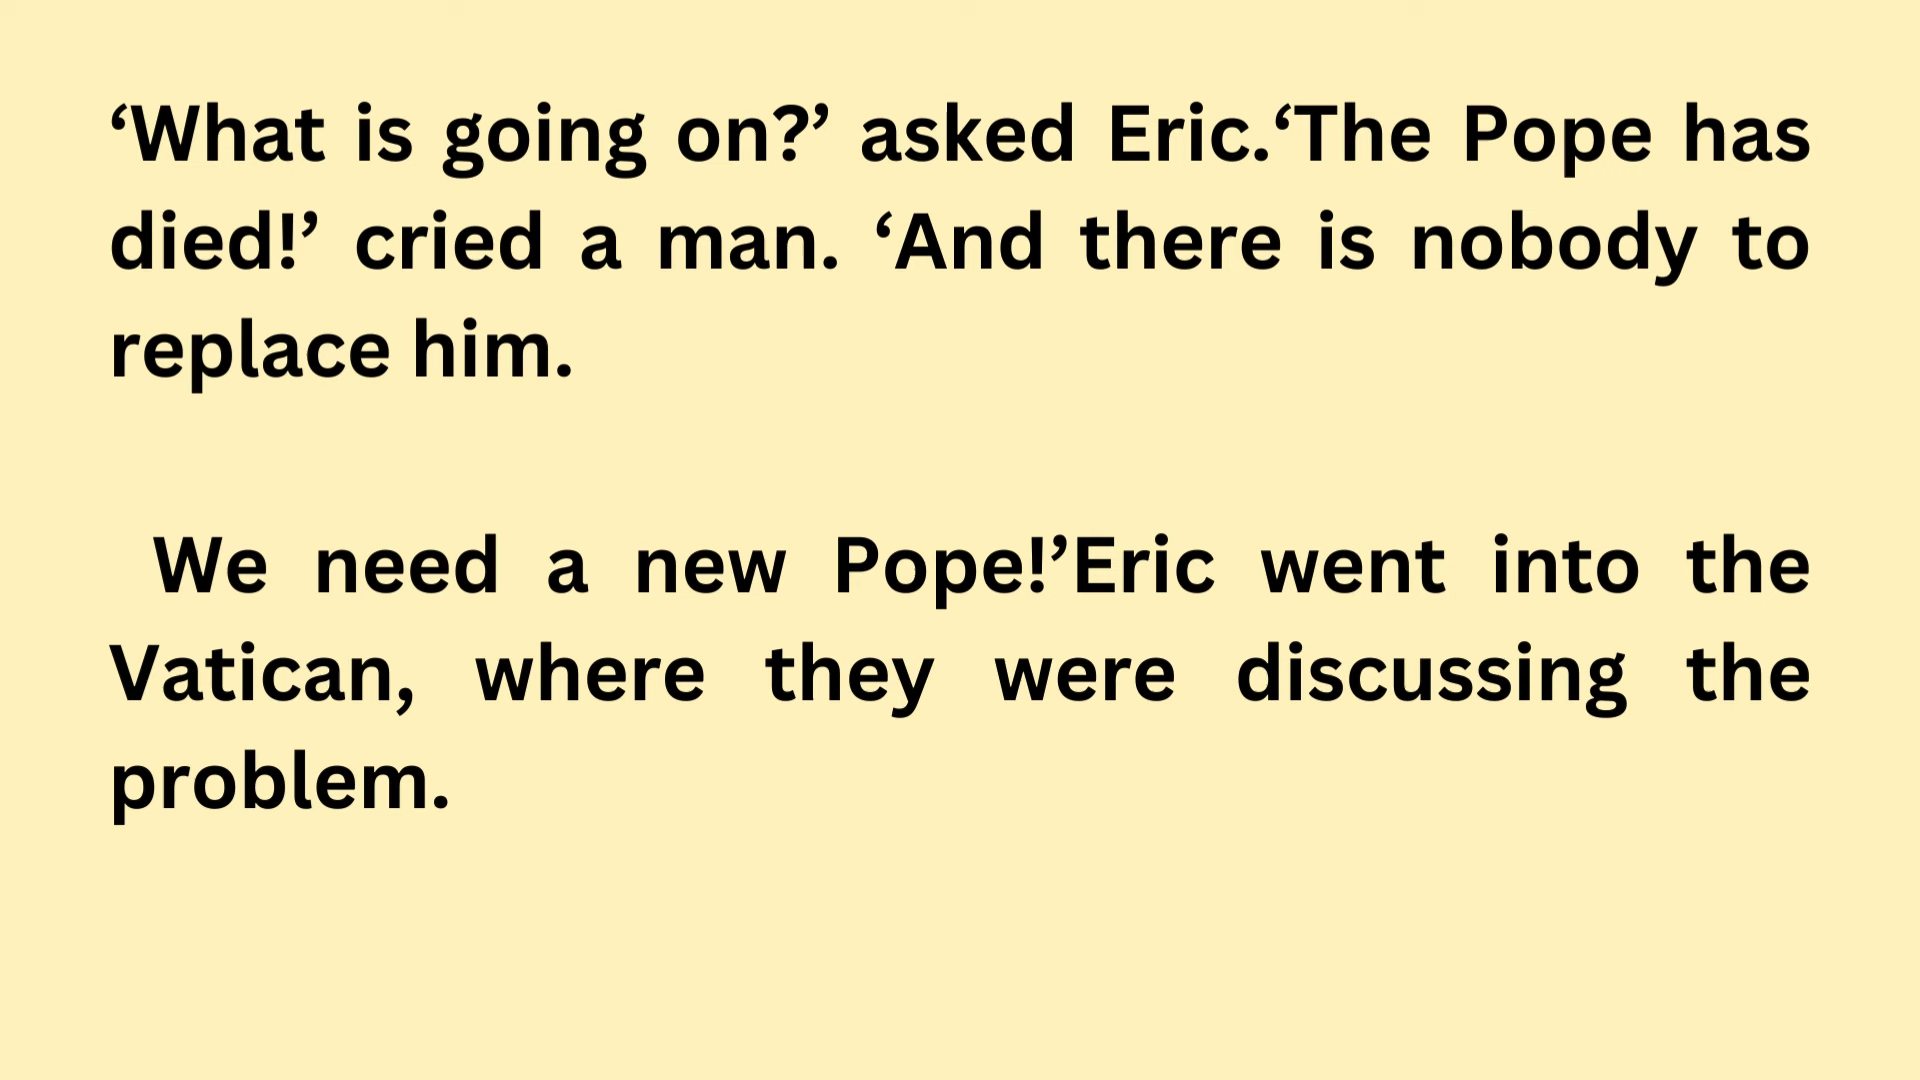 ‘What is going on?’ asked Eric.‘The Pope has
died!’ cried a man. ‘And there is nobody to
replace him.
We need a new Pope!’Eric went into the
Vatican, where they were discussing the
problem.